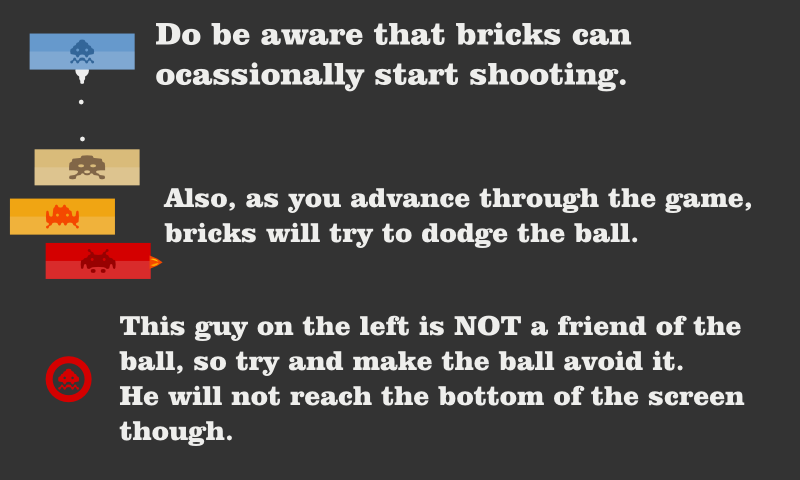 Do be aware that bricks can
ocassionally start shooting.
Also, as you advance through the game,
bricks will try to dodge the ball.
This guy on the left is NOT a friend of the
ball, so try and make the ball avoid it.
He will not reach the bottom of the screen
though.